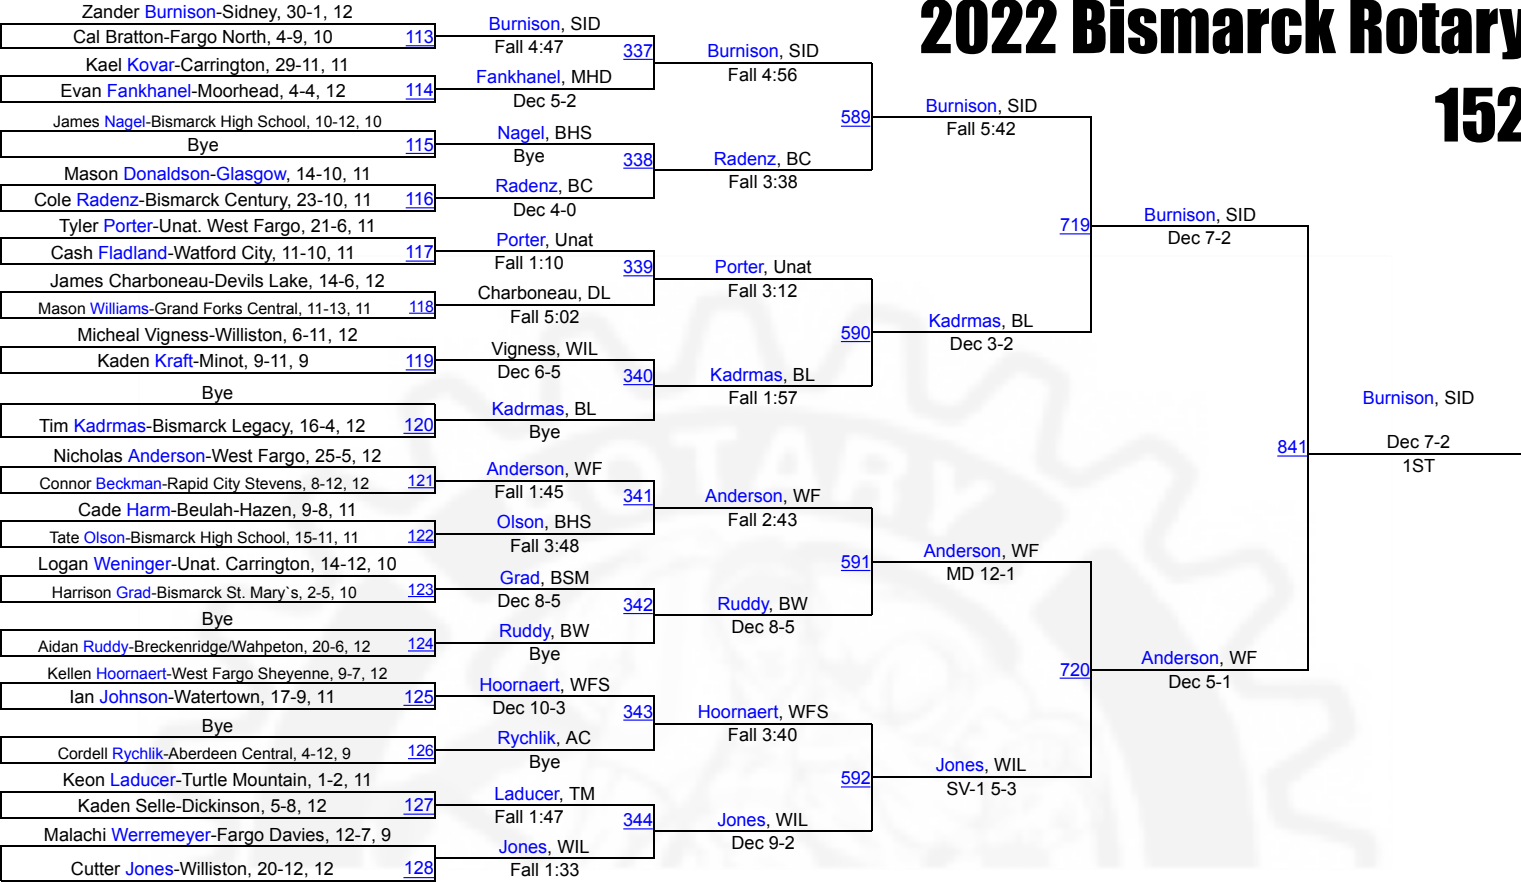 2022 Bismarck Rotary
152
Zander Burnison-Sidney, 30-1, 12
Cal Bratton-Fargo North, 4-9, 10
113
Kael Kovar-Carrington, 29-11, 11
Evan Fankhanel-Moorhead, 4-4, 12
114
James Nagel-Bismarck High School, 10-12, 10
Bye
115
Mason Donaldson-Glasgow, 14-10, 11
Cole Radenz-Bismarck Century, 23-10, 11
116
Tyler Porter-Unat. West Fargo, 21-6, 11
Cash Fladland-Watford City, 11-10, 11
117
James Charboneau-Devils Lake, 14-6, 12
Mason Williams-Grand Forks Central, 11-13, 11
118
Micheal Vigness-Williston, 6-11, 12
Kaden Kraft-Minot, 9-11, 9
119
Bye
Tim Kadrmas-Bismarck Legacy, 16-4, 12
120
Nicholas Anderson-West Fargo, 25-5, 12
Connor Beckman-Rapid City Stevens, 8-12, 12
121
Cade Harm-Beulah-Hazen, 9-8, 11
Tate Olson-Bismarck High School, 15-11, 11
122
Logan Weninger-Unat. Carrington, 14-12, 10
Harrison Grad-Bismarck St. Mary`s, 2-5, 10
123
Bye
Aidan Ruddy-Breckenridge/Wahpeton, 20-6, 12
124
Kellen Hoornaert-West Fargo Sheyenne, 9-7, 12
Ian Johnson-Watertown, 17-9, 11
125
Bye
Cordell Rychlik-Aberdeen Central, 4-12, 9
126
Keon Laducer-Turtle Mountain, 1-2, 11
Kaden Selle-Dickinson, 5-8, 12
127
Malachi Werremeyer-Fargo Davies, 12-7, 9
Cutter Jones-Williston, 20-12, 12
128
Burnison, SID
Fall 4:47
337
Fankhanel, MHD
Dec 5-2
Nagel, BHS
Bye
338
Radenz, BC
Dec 4-0
Porter, Unat
Fall 1:10
339
Charboneau, DL
Fall 5:02
Vigness, WIL
Dec 6-5
340
Kadrmas, BL
Bye
Anderson, WF
Fall 1:45
341
Olson, BHS
Fall 3:48
Grad, BSM
Dec 8-5
342
Ruddy, BW
Bye
Hoornaert, WFS
Dec 10-3
343
Rychlik, AC
Bye
Laducer, TM
Fall 1:47
344
Jones, WIL
Fall 1:33
Burnison, SID
Fall 4:56
589
Radenz, BC
Fall 3:38
Porter, Unat
Fall 3:12
590
Kadrmas, BL
Fall 1:57
Anderson, WF
Fall 2:43
591
Ruddy, BW
Dec 8-5
Hoornaert, WFS
Fall 3:40
592
Jones, WIL
Dec 9-2
Burnison, SID
Fall 5:42
719
Kadrmas, BL
Dec 3-2
Anderson, WF
MD 12-1
720
Jones, WIL
SV-1 5-3
Burnison, SID
Dec 7-2
841
Anderson, WF
Dec 5-1
Burnison, SID
Dec 7-2
1ST
ROTARY